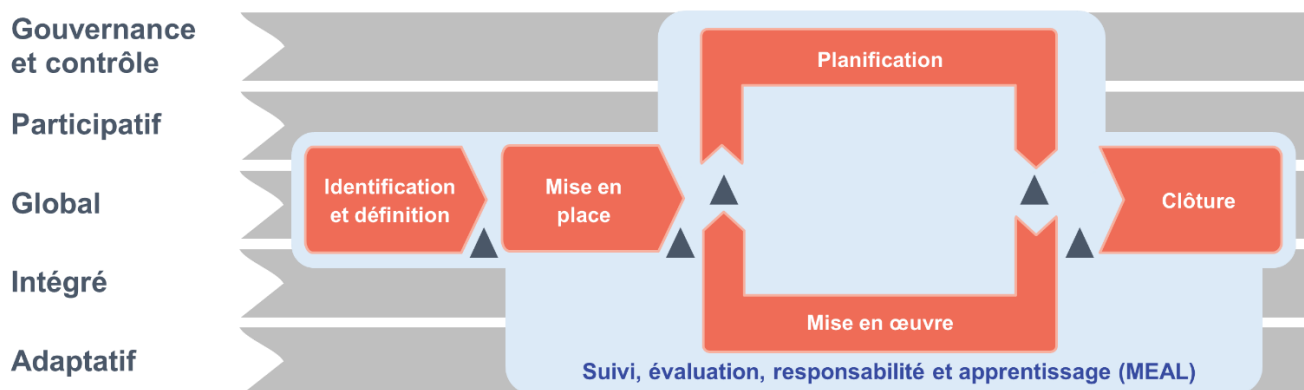 Gouvernance
et contrôle
Participatif
Global
Intégré
Adaptatif
Planification
Identification
et définition
Mise en
place
Clôture
Mise en œuvre
Suivi, évaluation, responsabilité et apprentissage (MEAL)